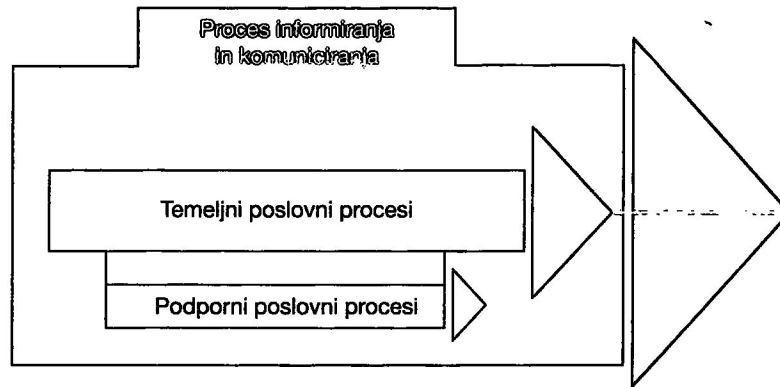 Proces informiranja
in komuniciranja
Temeljni poslovni procesi
Podporni poslovni procesi